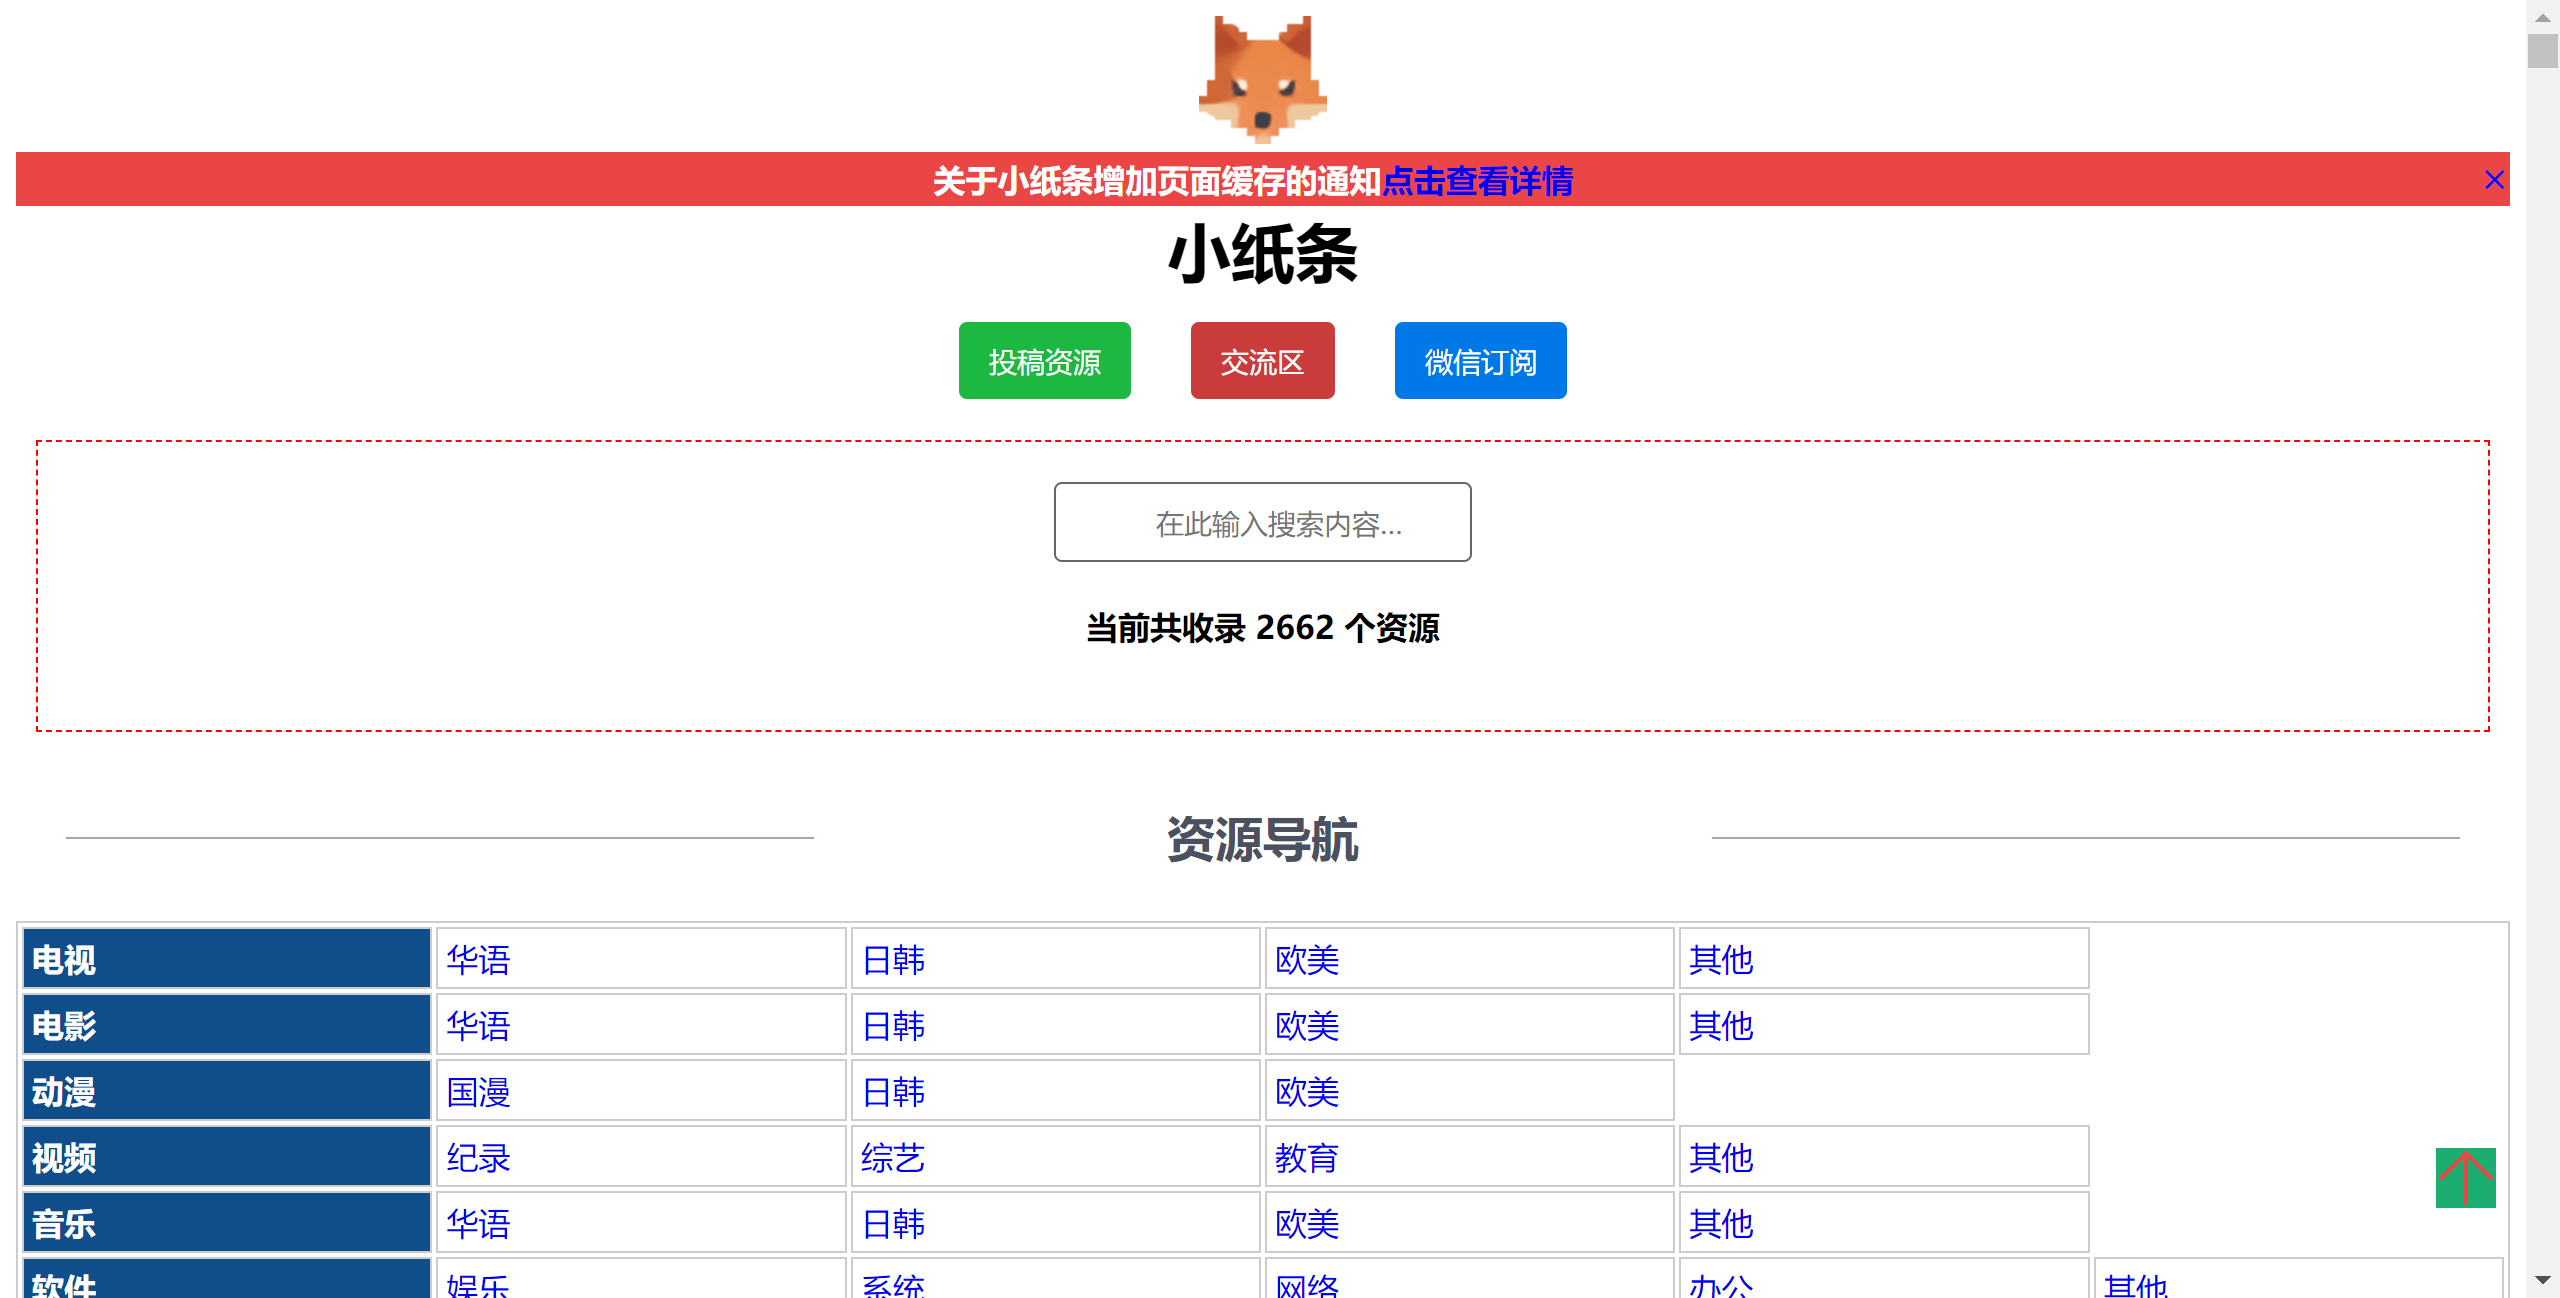 关于小纸条增加页面缓存的通知点击查看详情 ×
小纸条
投稿资源 交流区 微信订阅
在此输入搜索内容...
当前共收录 2662 个资源
资源导航
电视 华语 日韩 欧美 其他
电影 华语 日韩 欧美 其他
动漫 国漫 日韩 欧美
视频 纪录 综艺 教育 其他
音乐 华语 日韩 欧美 其他
软件 娱乐 系统 网络 办公 其他